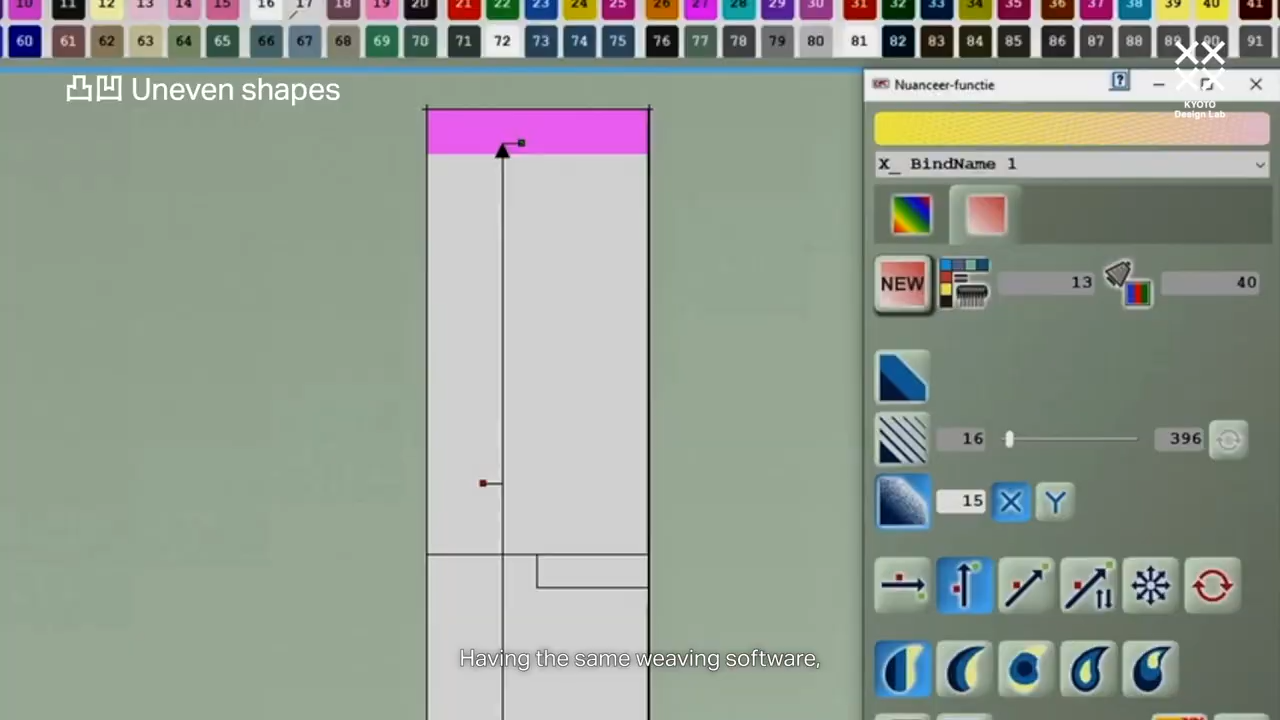 10 11 12 13 14 15 16 17 18 19 20 21 22 23 24 25 26 27 28 29 30 31 32 33 34 35 36 37 38 39 40 41
60 61 62 63 64 65 66 67 68 69 70 71 72 73 74 75 76 77 78 79 80 81 82 83 84 85 86 87 88 89 90 91
凸凹 Uneven shapes
Nuanceer-functie
?
KYOTO
Design Lab
X_ BindName 1
NEW
13
40
16
396
15
X
Y
Having the same weaving software,